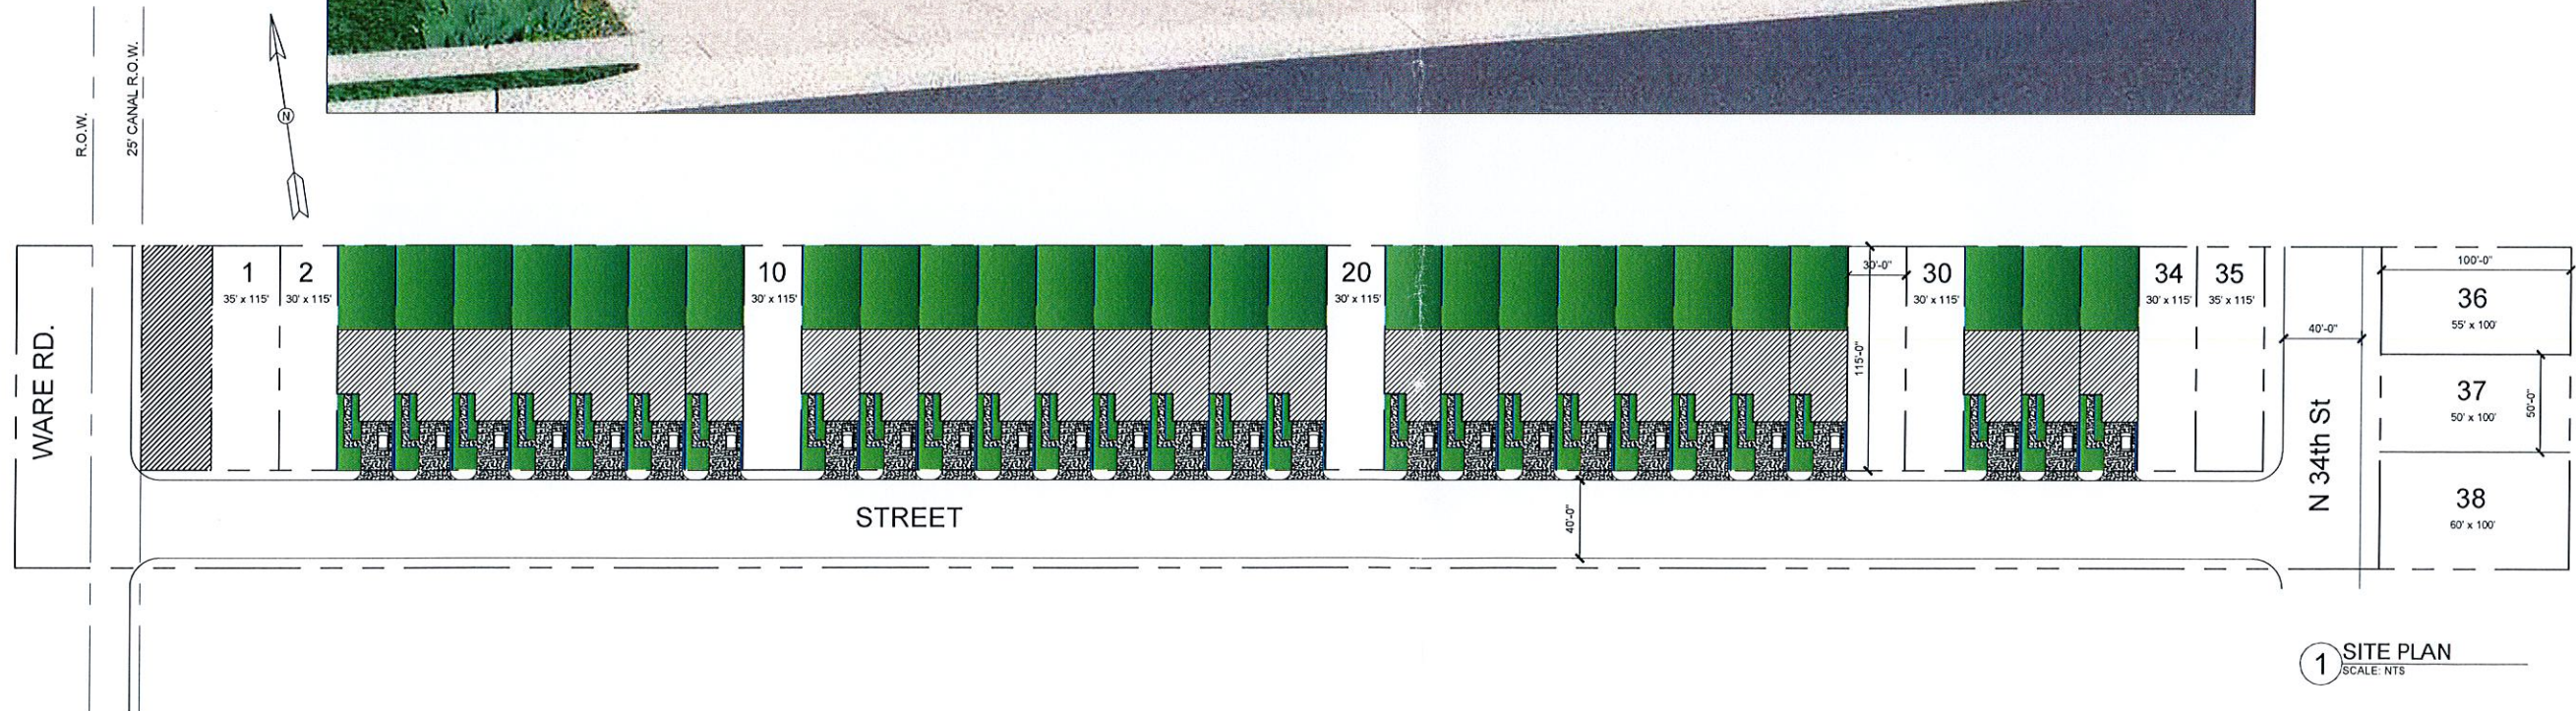 R.O.W.
25' CANAL R.O.W.
N
WARE RD.
1
35' x 115'
2
30' x 115'
10
30' x 115'
20
30' x 115'
30'-0"
115'-0"
30
30' x 115'
34
30' x 115'
35
35' x 115'
40'-0"
N 34th St
100'-0"
36
55' x 100'
37
50' x 100'
50'-0"
38
60' x 100'
STREET
40'-0"
1
SITE PLAN
SCALE: NTS